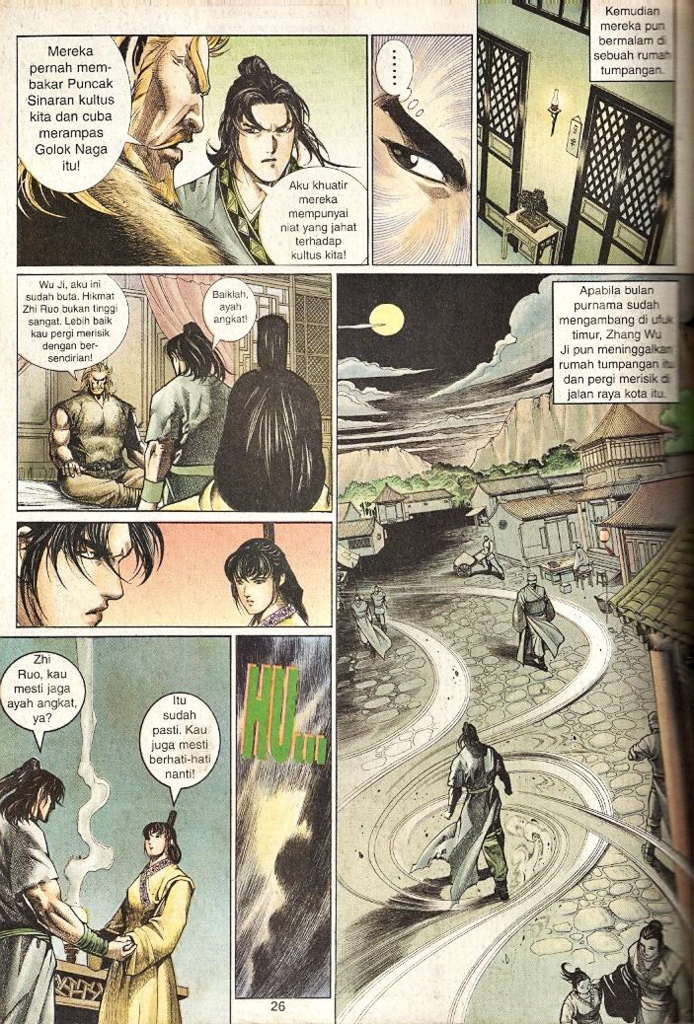 Mereka
pernah mem-
bakar Puncak
Sinaran kultus
kita dan cuba
merampas
Golok Naga
itu!
Aku khuatir
mereka
mempunyai
niat yang jahat
terhadap
kultus kita!
......
Kemudian
mereka pun
bermalam di
sebuah rumah
tumpangan.
Wu Ji, aku ini
sudah buta. Hikmat
Zhi Ruo bukan tinggi
sangat. Lebih baik
kau pergi merisik
dengan ber-
sendirian!
Baiklah,
ayah
angkat!
Apabila bulan
purnama sudah
mengambang di ufuk
timur, Zhang Wu
Ji pun meninggalkan
rumah tumpangan itu
dan pergi merisik di
jalan raya kota itu.
Zhi
Ruo, kau
mesti jaga
ayah angkat,
ya?
Itu
sudah
pasti. Kau
juga mesti
berhati-hati
nanti!
HU...
26